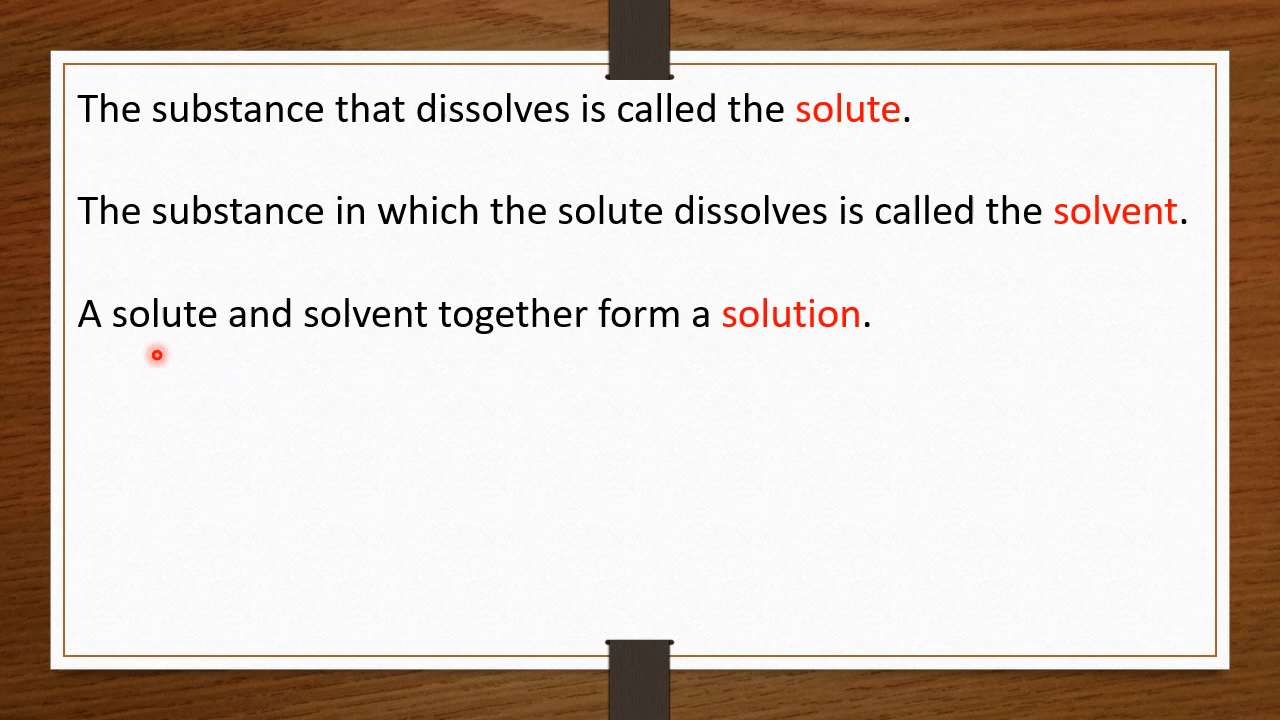 The substance that dissolves is called the solute.
The substance in which the solute dissolves is called the solvent.
A solute and solvent together form a solution.